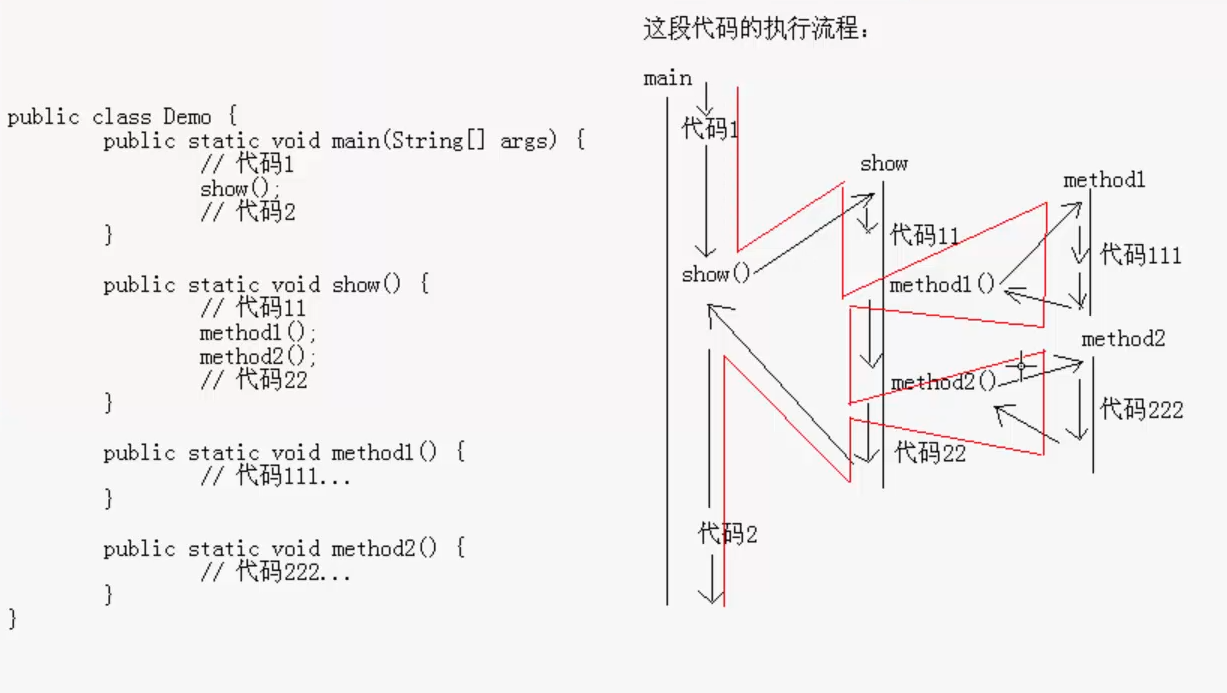 这段代码的执行流程：
public class Demo {
public static void main(String[] args) {
// 代码1
show();
// 代码2
}
public static void show() {
// 代码11
method1();
method2();
// 代码22
}
public static void method1() {
// 代码111...
}
public static void method2() {
// 代码222...
}
}
main
代码1
show()
代码2
show
代码11
method1()
method2()
代码22
method1
代码111
method2
代码222